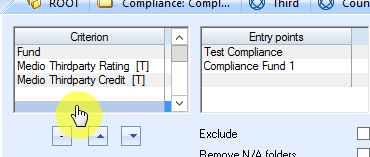 ROOT
Compliance: Compl...
Third
Coun
Criterion
Fund
Medio Thirdparty Rating [T]
Medio Thirdparty Credit [T]
-
Entry points
Test Compliance
Compliance Fund 1
Exclude
Remove N/A folders